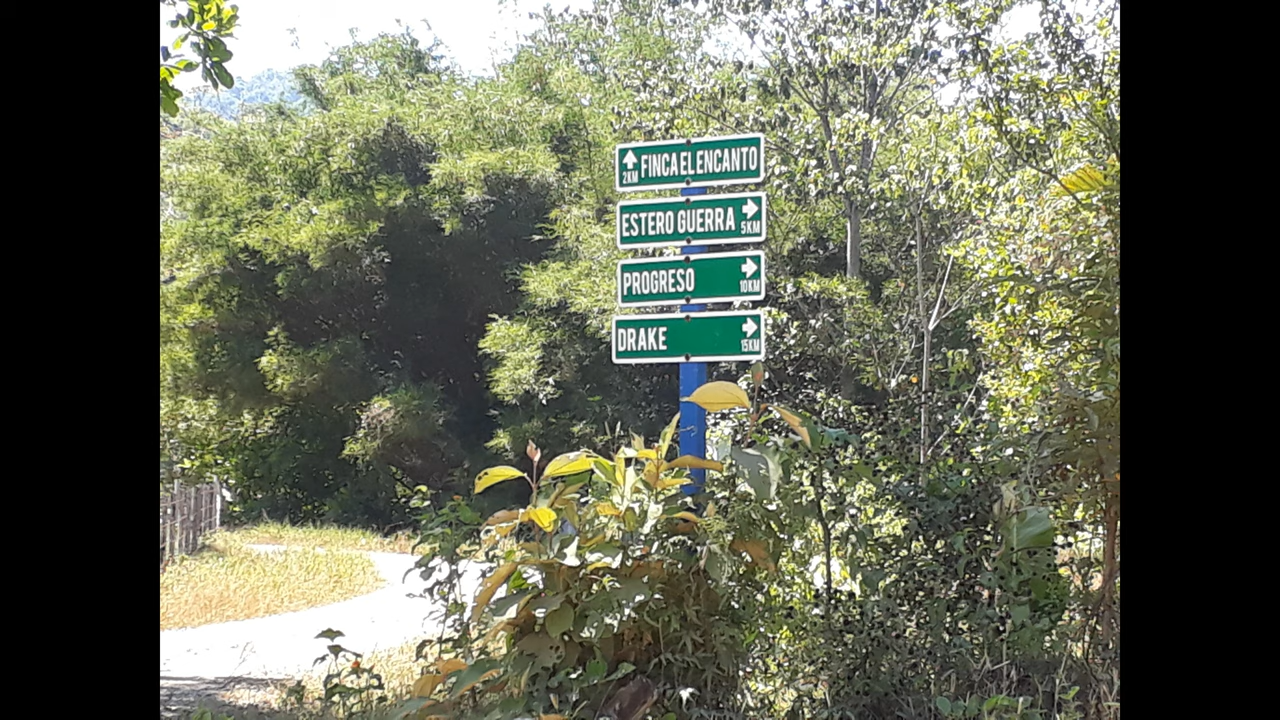 FINCA EL ENCANTO
2KM
ESTERO GUERRA
5KM
PROGRESO
10KM
DRAKE
15KM